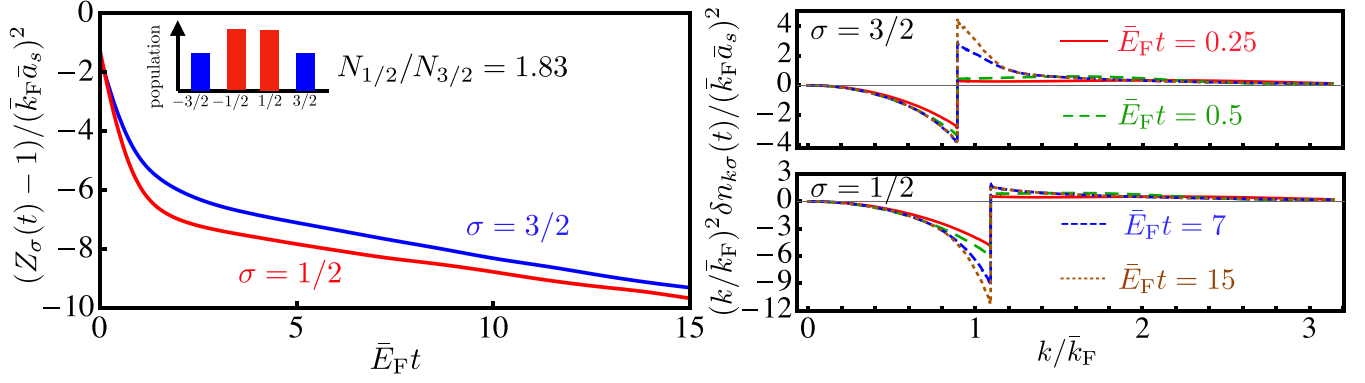 (Z_σ(t) − 1)/(k̄_F ā_s)²
0
−2
−4
−6
−8
−10
population
−3/2 −1/2 1/2 3/2
N_{1/2}/N_{3/2} = 1.83
σ = 3/2
σ = 1/2
0 5 10 15
Ē_F t
(k/k̄_F)² δn_{kσ}(t)/(k̄_F ā_s)²
4
2
0
−2
−4
σ = 3/2
Ē_F t = 0.25
Ē_F t = 0.5
3
0
−3
−6
−9
−12
σ = 1/2
Ē_F t = 7
Ē_F t = 15
0 1 2 3
k/k̄_F